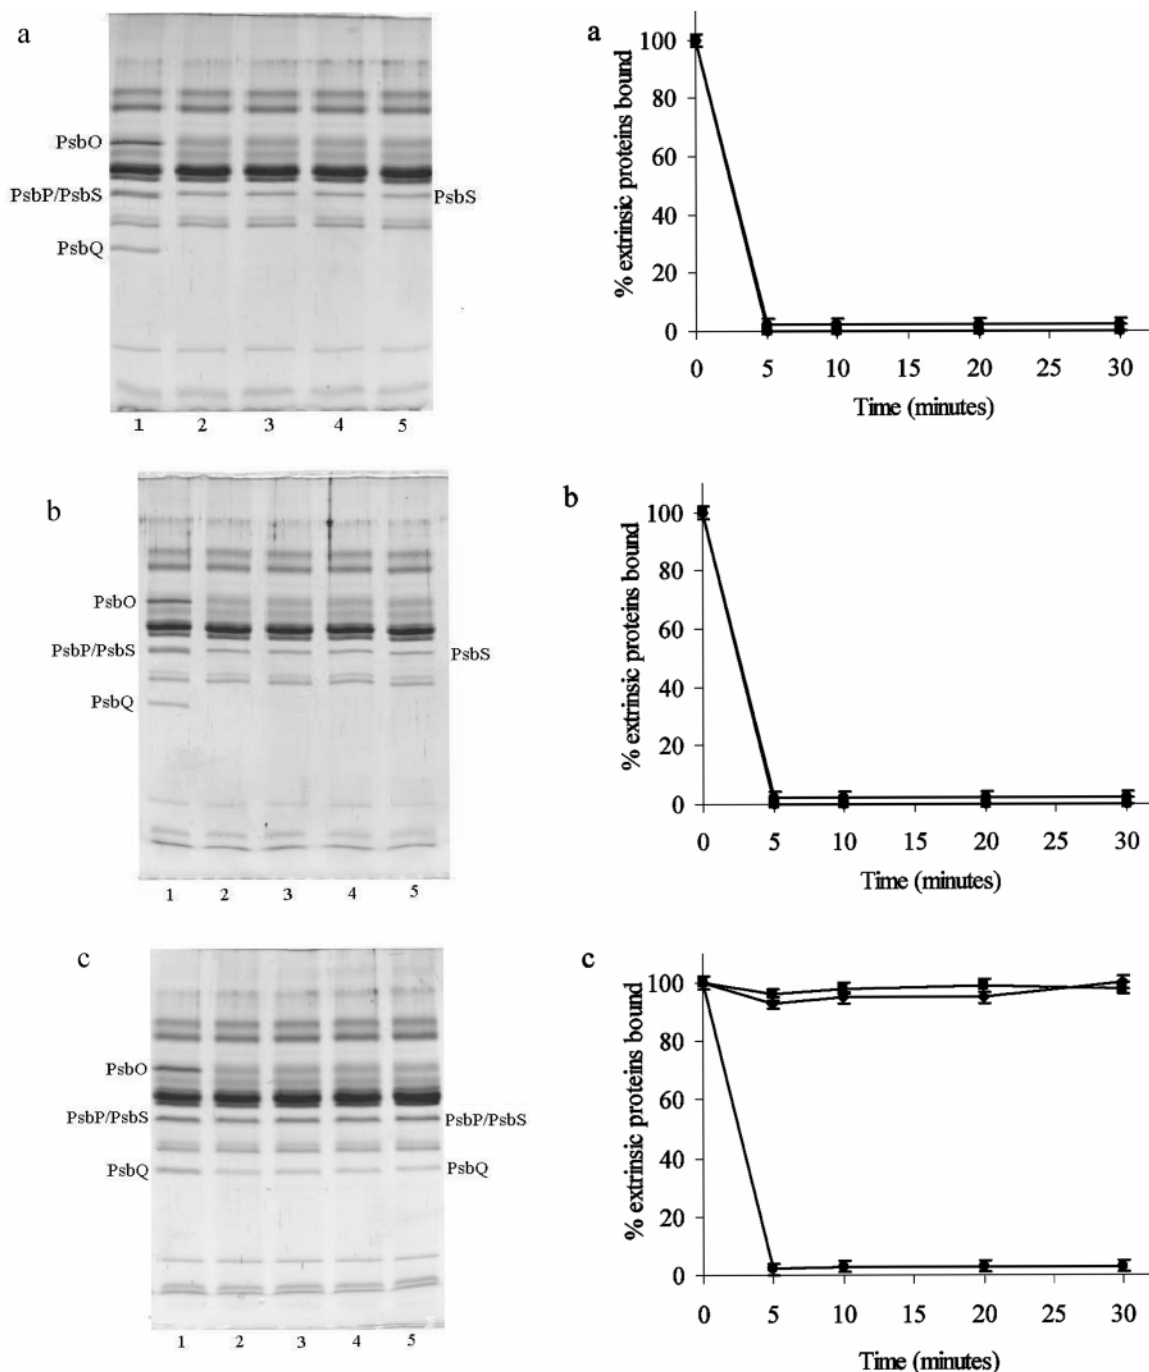 a
PsbO
PsbP/PsbS
PsbS
PsbQ
1 2 3 4 5
a
% extrinsic proteins bound
100
80
60
40
20
0
0 5 10 15 20 25 30
Time (minutes)
b
PsbO
PsbP/PsbS
PsbS
PsbQ
1 2 3 4 5
b
% extrinsic proteins bound
100
80
60
40
20
0
0 5 10 15 20 25 30
Time (minutes)
c
PsbO
PsbP/PsbS
PsbP/PsbS
PsbQ
PsbQ
1 2 3 4 5
c
% extrinsic proteins bound
100
80
60
40
20
0
0 5 10 15 20 25 30
Time (minutes)